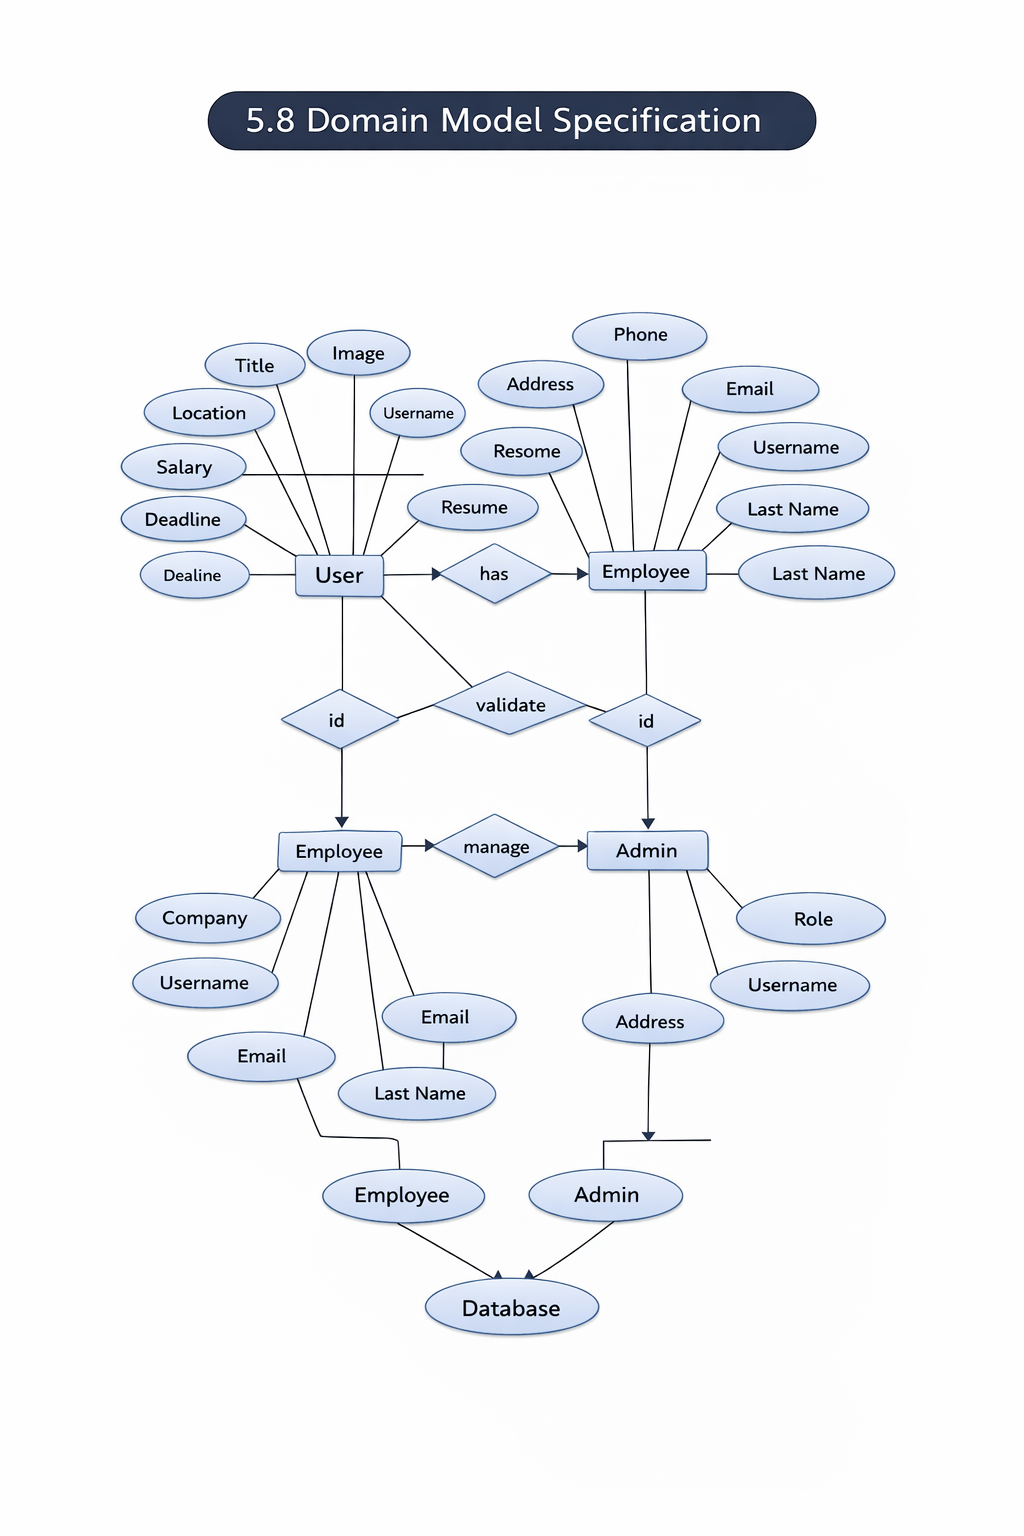 5.8 Domain Model Specification
Phone
Image
Title
Address
Email
Location
Username
Username
Resome
Salary
Resume
Last Name
Deadline
Dealine
User
has
Employee
Last Name
id
validate
id
Employee
manage
Admin
Company
Role
Username
Username
Email
Address
Email
Last Name
Employee
Admin
Database